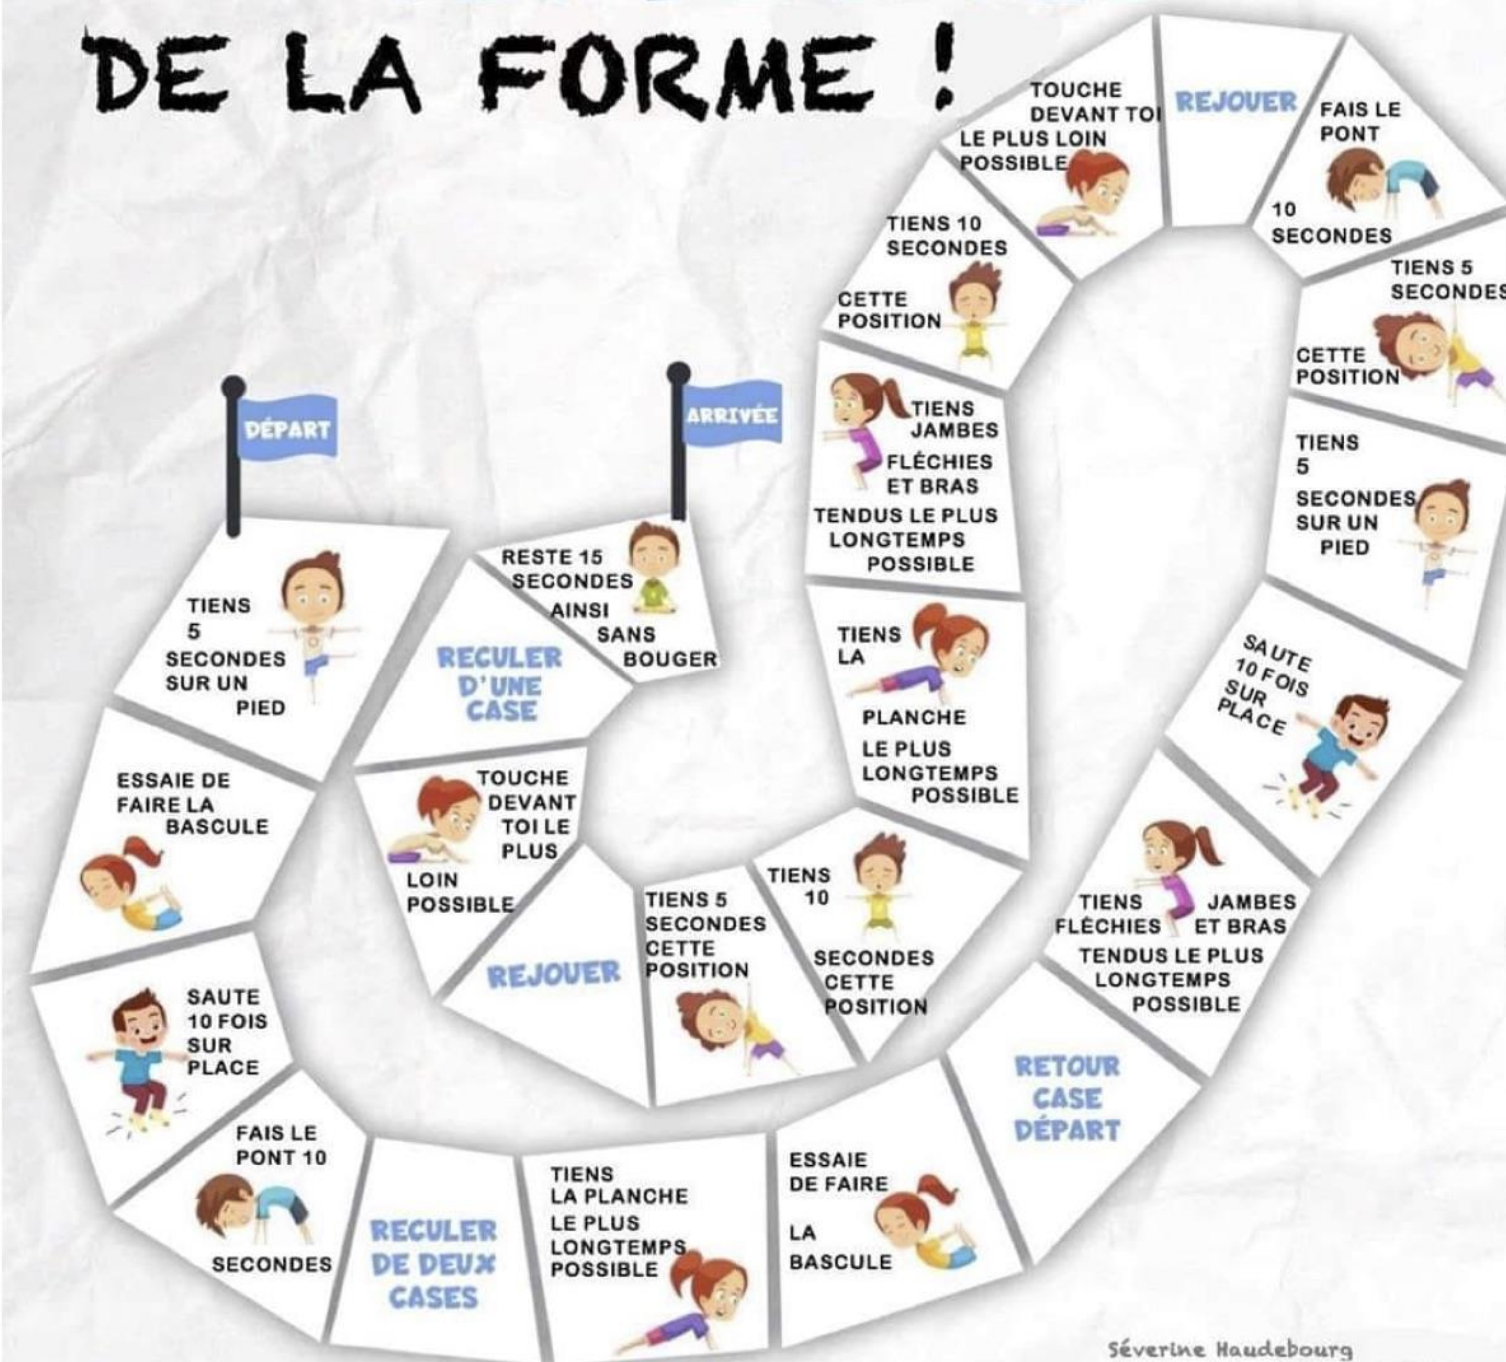 DE LA FORME !
DÉPART
TIENS
5
SECONDES
SUR UN
PIED
ESSAIE DE
FAIRE LA
BASCULE
SAUTE
10 FOIS
SUR
PLACE
FAIS LE
PONT 10
SECONDES
RECULER
DE DEUX
CASES
TIENS
LA PLANCHE
LE PLUS
LONGTEMPS
POSSIBLE
ESSAIE
DE FAIRE
LA
BASCULE
RETOUR
CASE
DÉPART
TIENS JAMBES
FLÉCHIES ET BRAS
TENDUS LE PLUS
LONGTEMPS
POSSIBLE
SAUTE
10 FOIS
SUR
PLACE
TIENS
5
SECONDES
SUR UN
PIED
TIENS 5
SECONDES
CETTE
POSITION
FAIS LE
PONT
10
SECONDES
REJOUER
TOUCHE
DEVANT TOI
LE PLUS LOIN
POSSIBLE
TIENS 10
SECONDES
CETTE
POSITION
TIENS
JAMBES
FLÉCHIES
ET BRAS
TENDUS LE PLUS
LONGTEMPS
POSSIBLE
TIENS
LA
PLANCHE
LE PLUS
LONGTEMPS
POSSIBLE
TIENS
10
SECONDES
CETTE
POSITION
TIENS 5
SECONDES
CETTE
POSITION
REJOUER
TOUCHE
DEVANT
TOI LE
PLUS
LOIN
POSSIBLE
RECULER
D'UNE
CASE
RESTE 15
SECONDES
AINSI
SANS
BOUGER
ARRIVÉE
Séverine Haudebourg